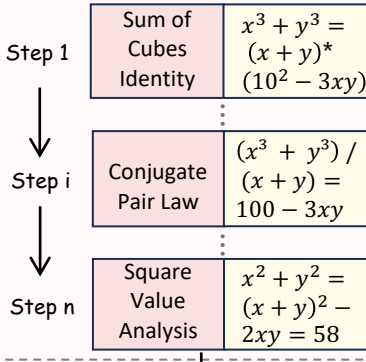 Step 1
Sum of
Cubes
Identity
x³ + y³ =
(x + y)*
(10² − 3xy)
Step i
Conjugate
Pair Law
(x³ + y³) /
(x + y) =
100 − 3xy
Step n
Square
Value
Analysis
x² + y² =
(x + y)² −
2xy = 58